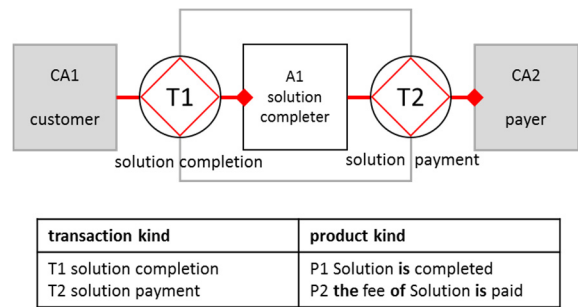 CA1
customer
T1
solution completion
A1
solution
completer
T2
solution payment
CA2
payer
transaction kind product kind
T1 solution completion P1 Solution is completed
T2 solution payment P2 the fee of Solution is paid